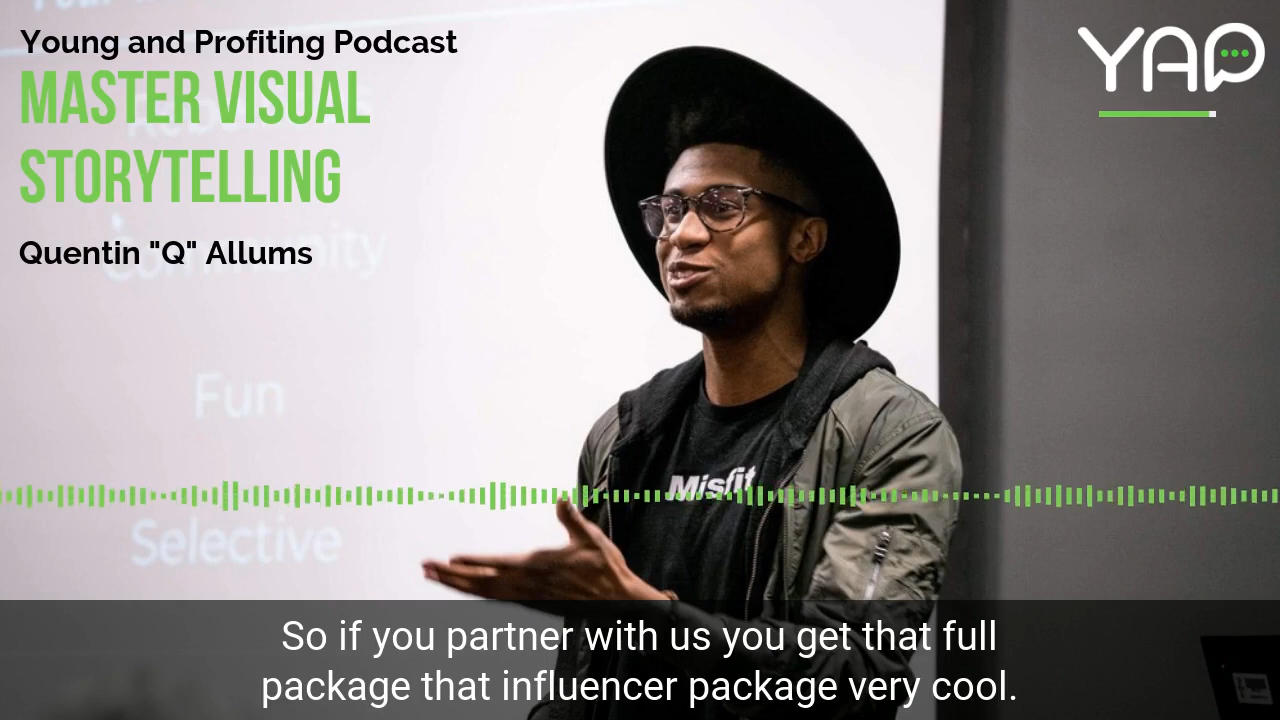 Young and Profiting Podcast
MASTER VISUAL
STORYTELLING
Quentin "Q" Allums
YAP
Fun
Selective
Misfit
So if you partner with us you get that full
package that influencer package very cool.